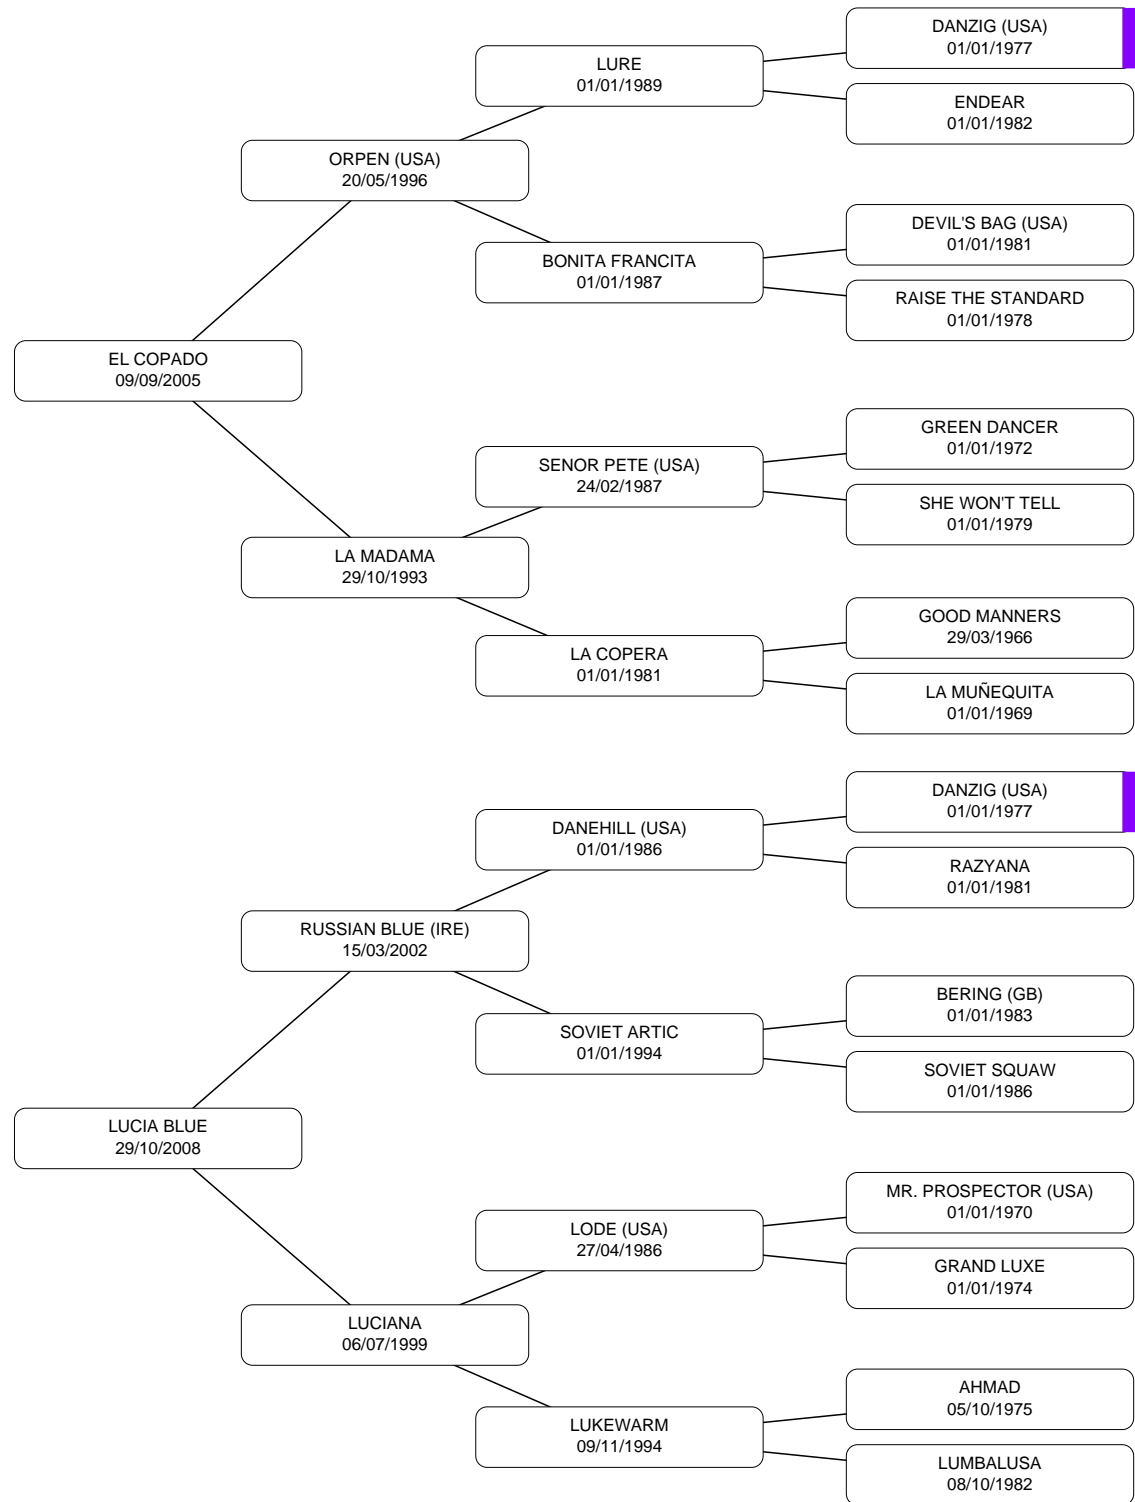 DANZIG (USA)
01/01/1977
LURE
01/01/1989
ENDEAR
01/01/1982
ORPEN (USA)
20/05/1996
DEVIL'S BAG (USA)
01/01/1981
BONITA FRANCITA
01/01/1987
RAISE THE STANDARD
01/01/1978
EL COPADO
09/09/2005
GREEN DANCER
01/01/1972
SENOR PETE (USA)
24/02/1987
SHE WON'T TELL
01/01/1979
LA MADAMA
29/10/1993
GOOD MANNERS
29/03/1966
LA COPERA
01/01/1981
LA MUÑEQUITA
01/01/1969
DANZIG (USA)
01/01/1977
DANEHILL (USA)
01/01/1986
RAZYANA
01/01/1981
RUSSIAN BLUE (IRE)
15/03/2002
BERING (GB)
01/01/1983
SOVIET ARTIC
01/01/1994
SOVIET SQUAW
01/01/1986
LUCIA BLUE
29/10/2008
MR. PROSPECTOR (USA)
01/01/1970
LODE (USA)
27/04/1986
GRAND LUXE
01/01/1974
LUCIANA
06/07/1999
AHMAD
05/10/1975
LUKEWARM
09/11/1994
LUMBALUSA
08/10/1982